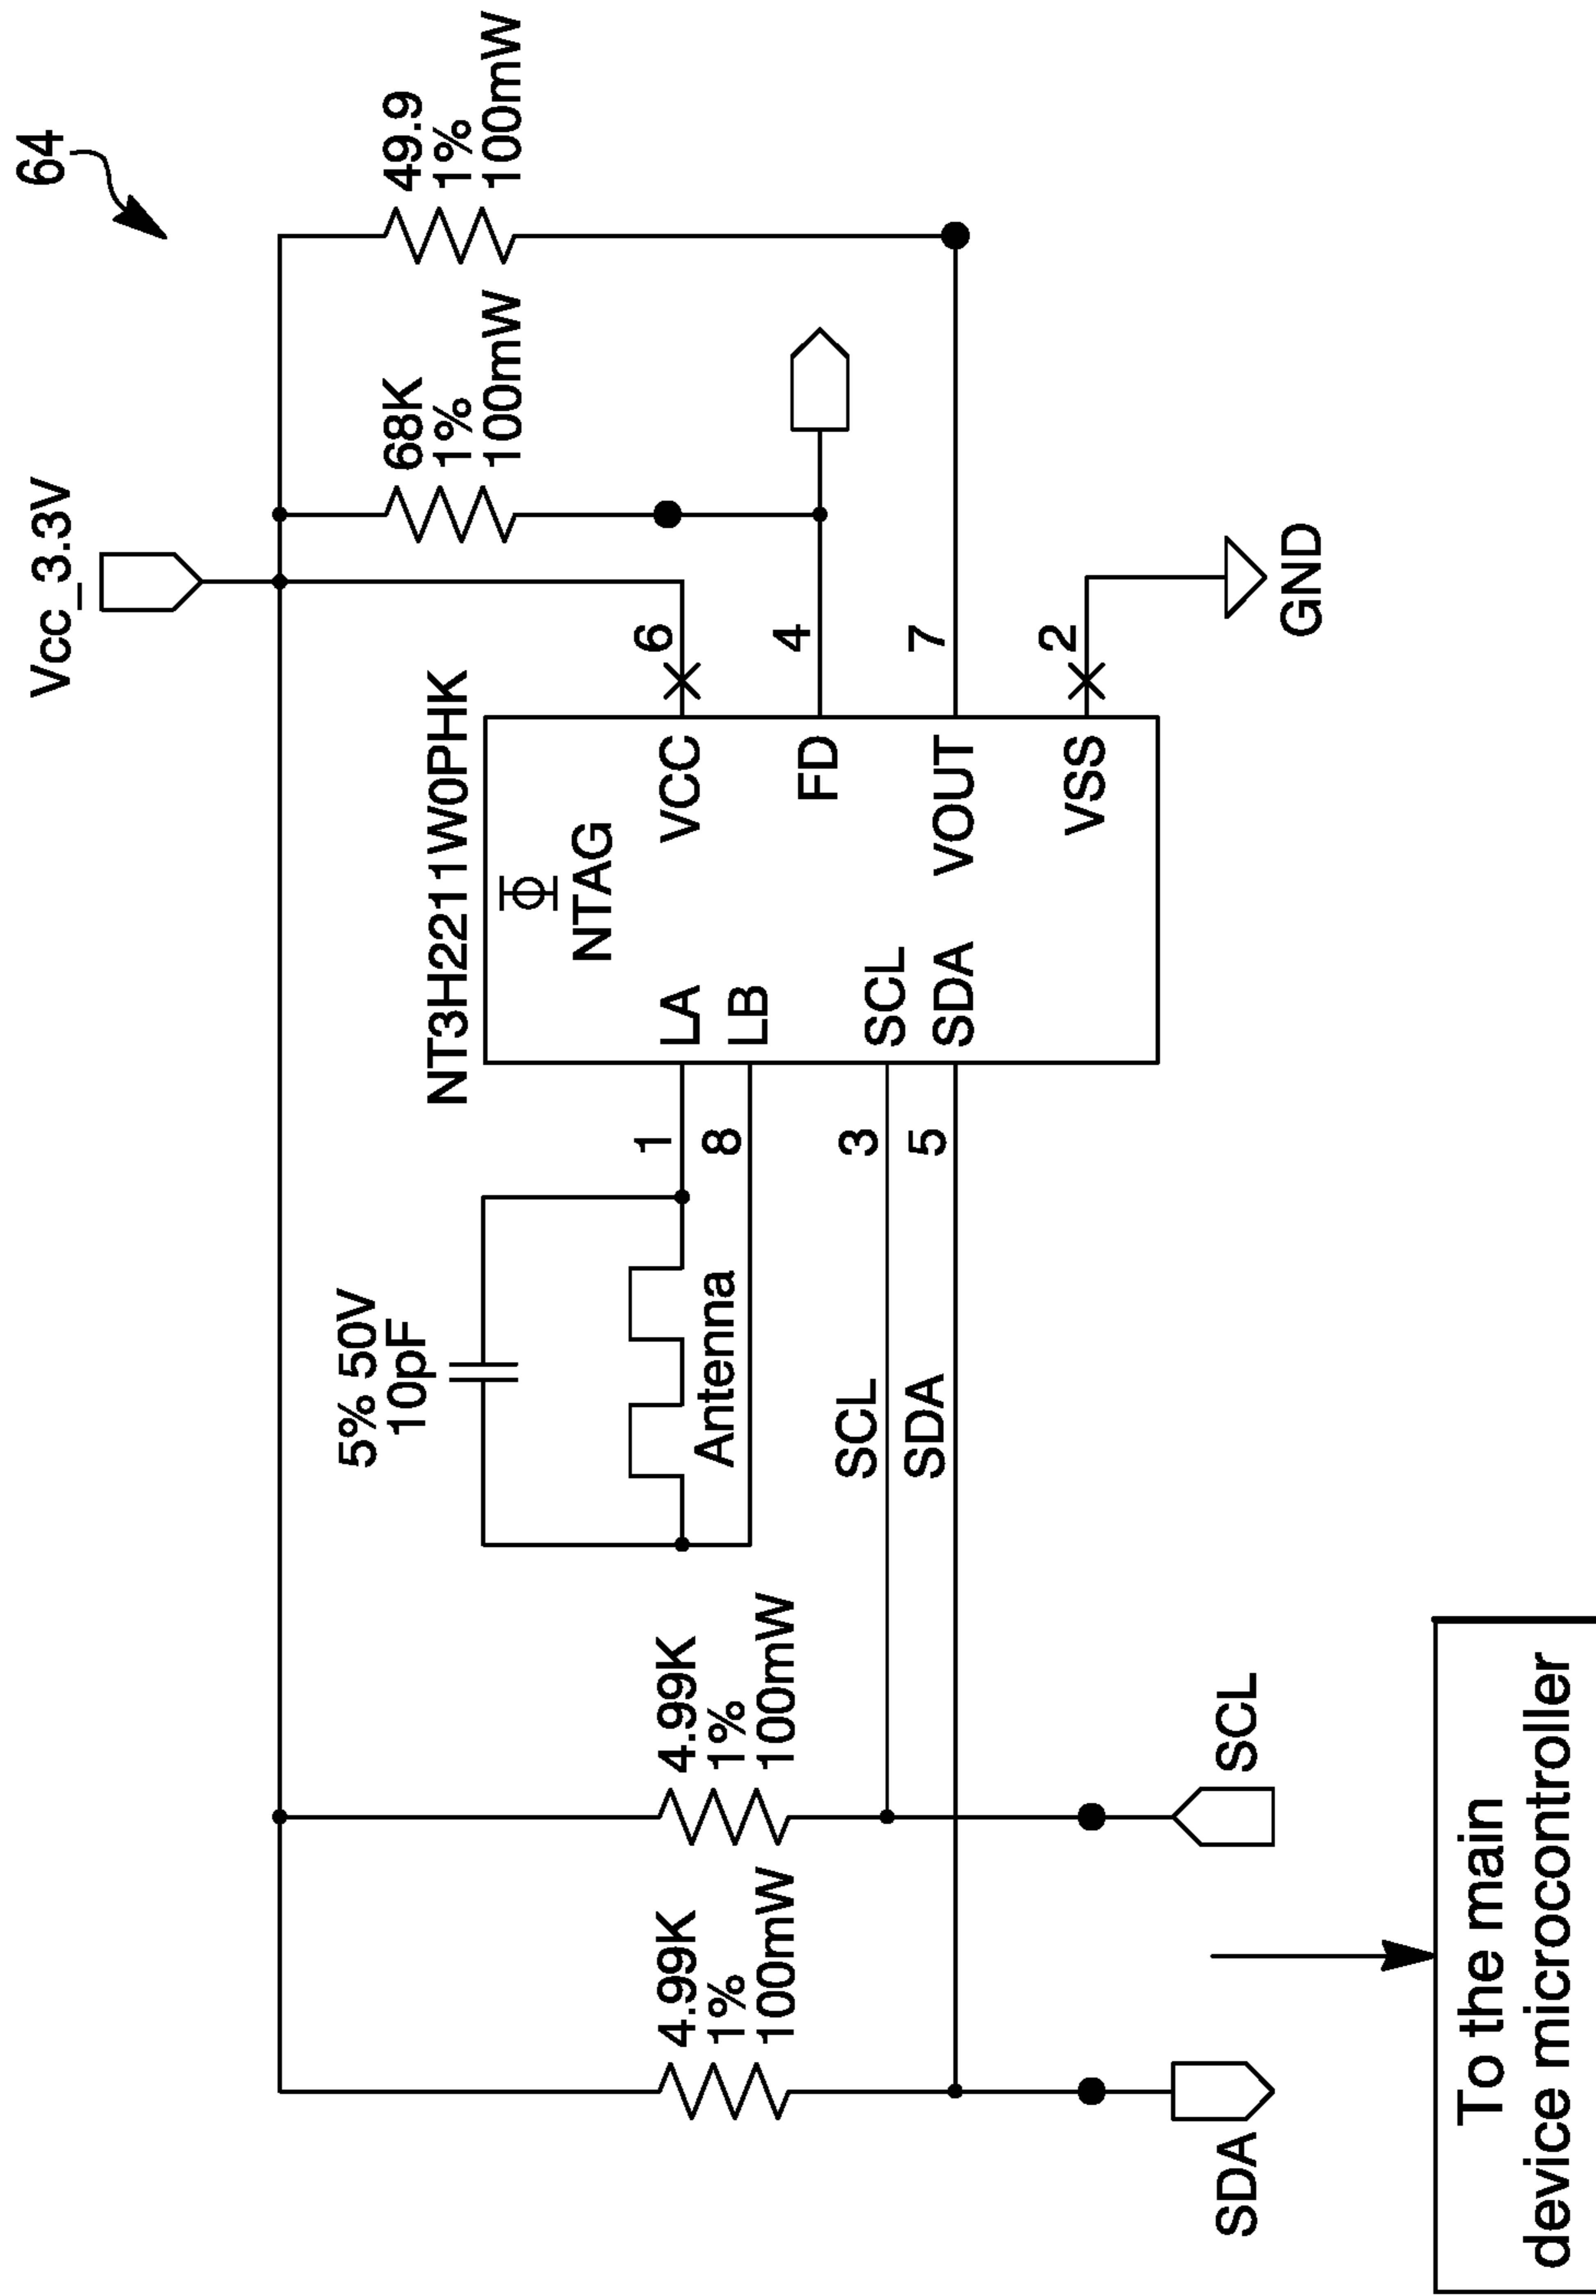 64
Vcc_3.3V
49.9
1%
100mW
68K
1%
100mW
5% 50V
10pF
NT3H2211W0PHK
NTAG
4.99K
1%
100mW
4.99K
1%
100mW
Antenna
1
LA
VCC
6
8
LB
FD
4
SCL
3
SCL
SDA
5
SDA
VOUT
7
VSS
2
SDA
SCL
GND
To the main
device microcontroller